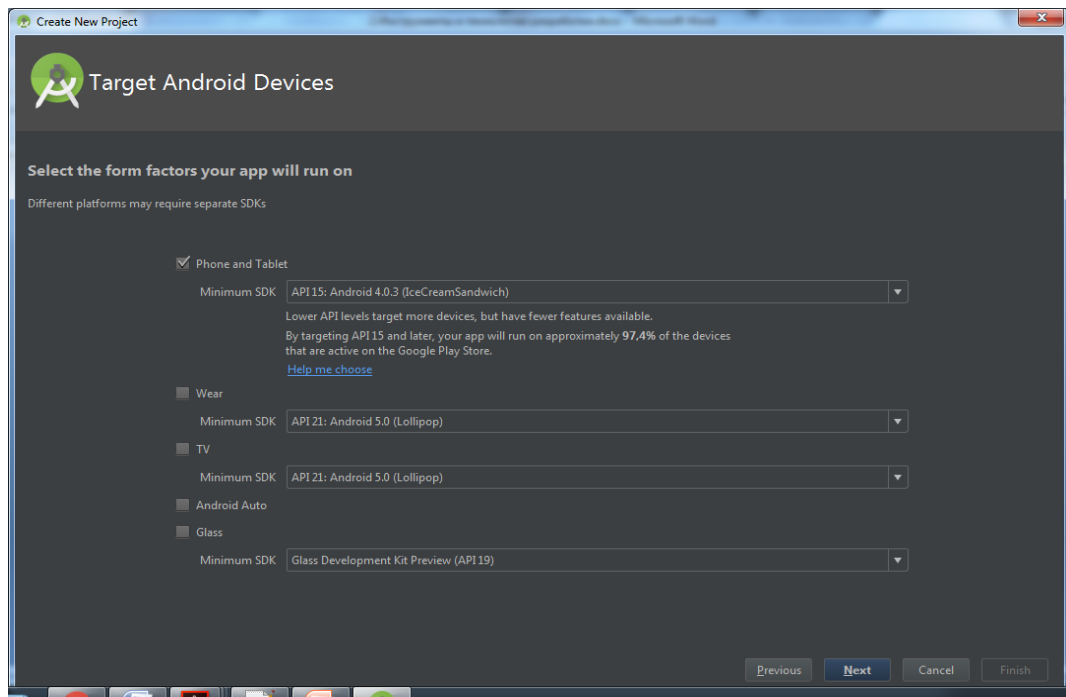 Create New Project
Target Android Devices
Select the form factors your app will run on
Different platforms may require separate SDKs
Phone and Tablet
Minimum SDK API 15: Android 4.0.3 (IceCreamSandwich)
Lower API levels target more devices, but have fewer features available.
By targeting API 15 and later, your app will run on approximately 97,4% of the devices
that are active on the Google Play Store.
Help me choose
Wear
Minimum SDK API 21: Android 5.0 (Lollipop)
TV
Minimum SDK API 21: Android 5.0 (Lollipop)
Android Auto
Glass
Minimum SDK Glass Development Kit Preview (API 19)
Previous Next Cancel Finish